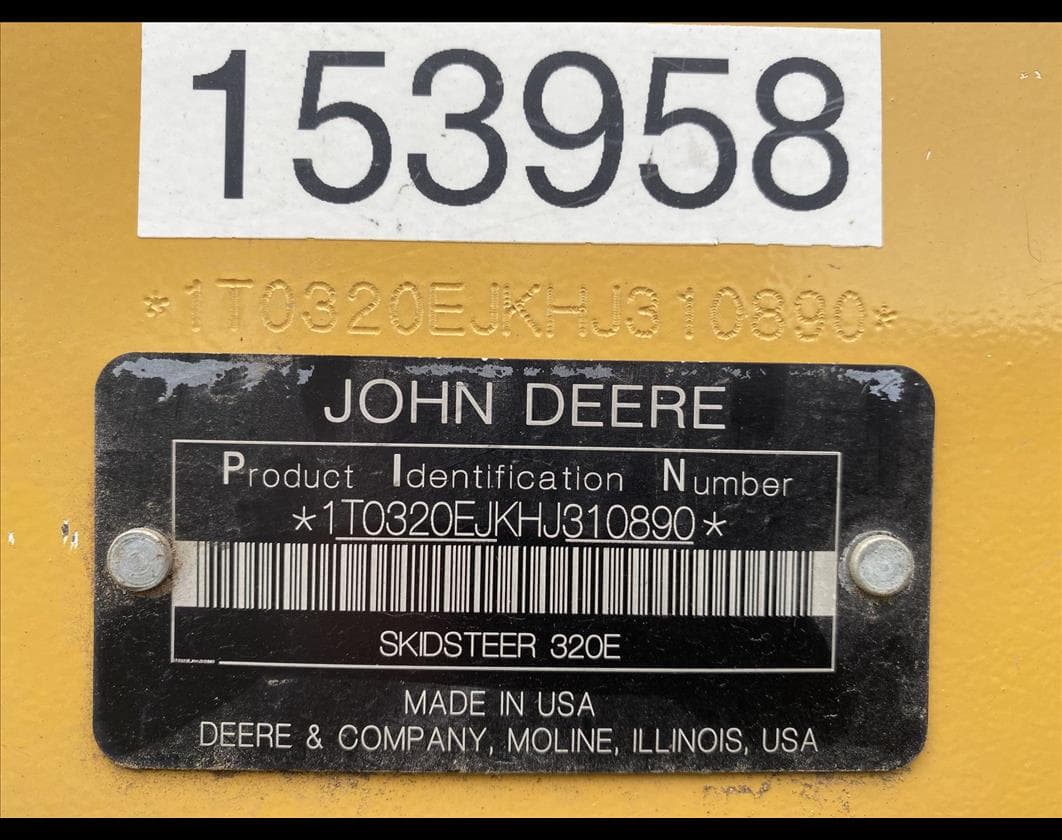 153958
*1T0320EJKHJ310890*
JOHN DEERE
Product Identification Number
*1T0320EJKHJ310890*
SKIDSTEER 320E
MADE IN USA
DEERE & COMPANY, MOLINE, ILLINOIS, USA